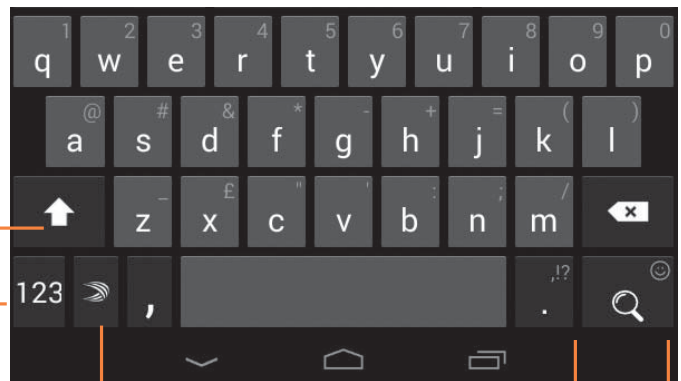 1 2 3 4 5 6 7 8 9 0
q w e r t y u i o p
@ # & * - + = ( )
a s d f g h j k l
_ £ " ' : ; /
z x c v b n m
,!?
123 , .